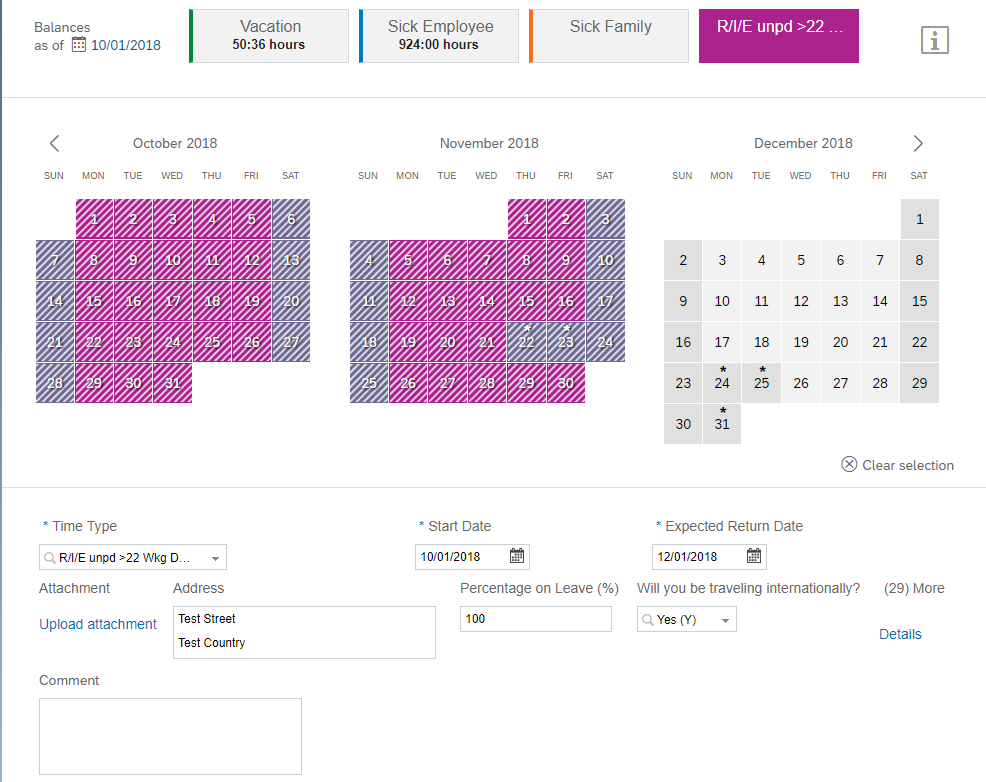 Balances
as of 10/01/2018
Vacation
50:36 hours
Sick Employee
924:00 hours
Sick Family
R/I/E unpd >22 ...
October 2018
SUN MON TUE WED THU FRI SAT
1 2 3 4 5 6
7 8 9 10 11 12 13
14 15 16 17 18 19 20
21 22 23 24 25 26 27
28 29 30 31
November 2018
SUN MON TUE WED THU FRI SAT
1 2 3
4 5 6 7 8 9 10
11 12 13 14 15 16 17
* *
18 19 20 21 22 23 24
25 26 27 28 29 30
December 2018
SUN MON TUE WED THU FRI SAT
1
2 3 4 5 6 7 8
9 10 11 12 13 14 15
16 17 18 19 20 21 22
* *
23 24 25 26 27 28 29
*
30 31
Clear selection
* Time Type
R/I/E unpd >22 Wkg D...
* Start Date
10/01/2018
* Expected Return Date
12/01/2018
Attachment
Upload attachment
Address
Test Street
Test Country
Percentage on Leave (%)
100
Will you be traveling internationally?
Yes (Y)
(29) More
Details
Comment